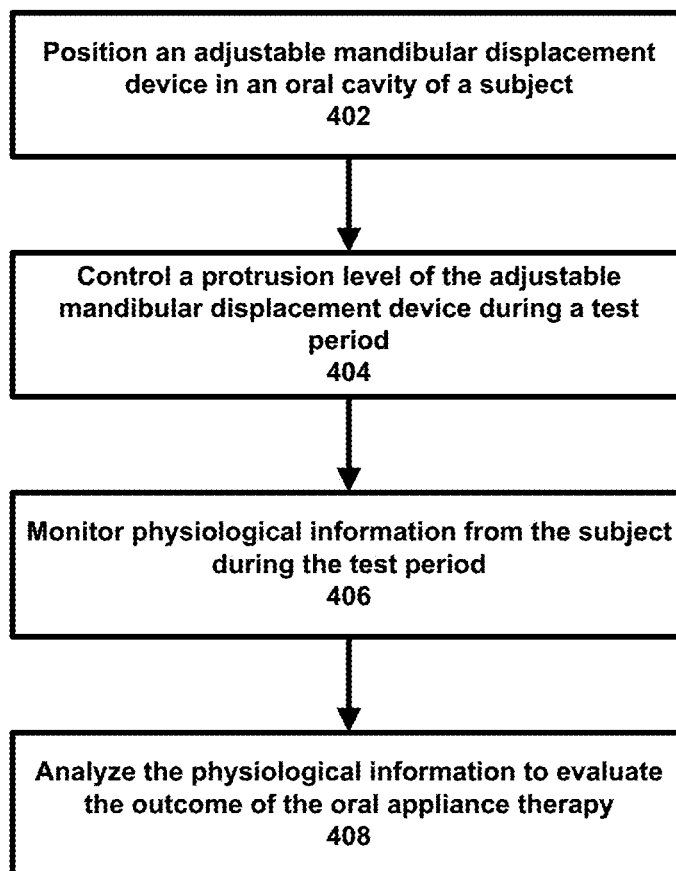 Position an adjustable mandibular displacement
device in an oral cavity of a subject
402
Control a protrusion level of the adjustable
mandibular displacement device during a test
period
404
Monitor physiological information from the subject
during the test period
406
Analyze the physiological information to evaluate
the outcome of the oral appliance therapy
408